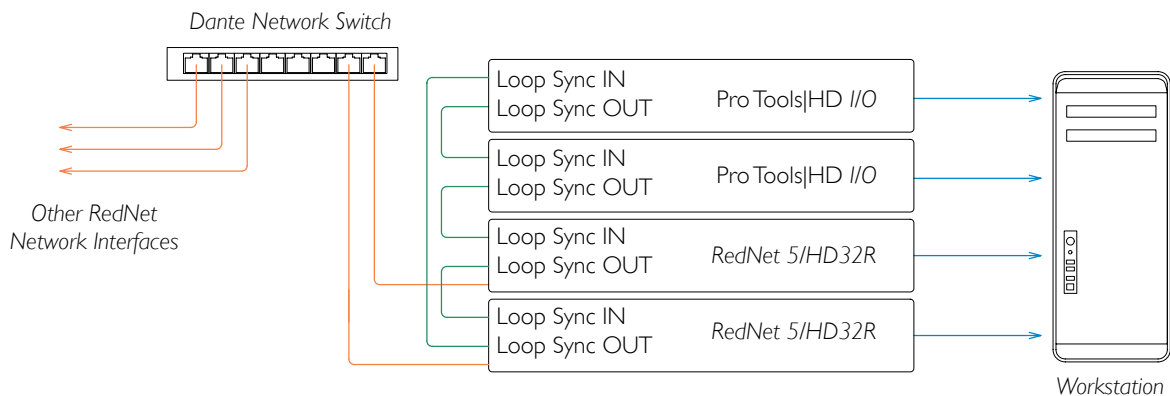 Dante Network Switch
Loop Sync IN
Loop Sync OUT
Pro Tools|HD I/O
Loop Sync IN
Loop Sync OUT
Pro Tools|HD I/O
Other RedNet
Network Interfaces
Loop Sync IN
Loop Sync OUT
RedNet 5/HD32R
Loop Sync IN
Loop Sync OUT
RedNet 5/HD32R
Workstation